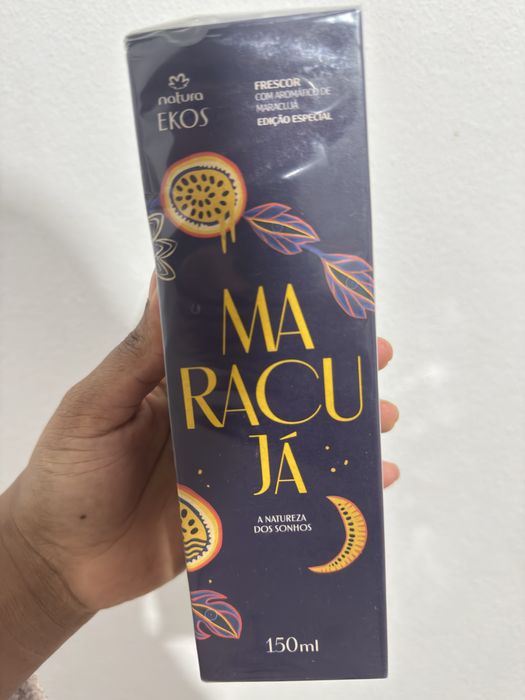 natura
EKOS
FRESCOR
COM AROMÁTICO DE
MARACUJÁ
EDIÇÃO ESPECIAL
MA
RACU
JÁ
A NATUREZA
DOS SONHOS
150ml